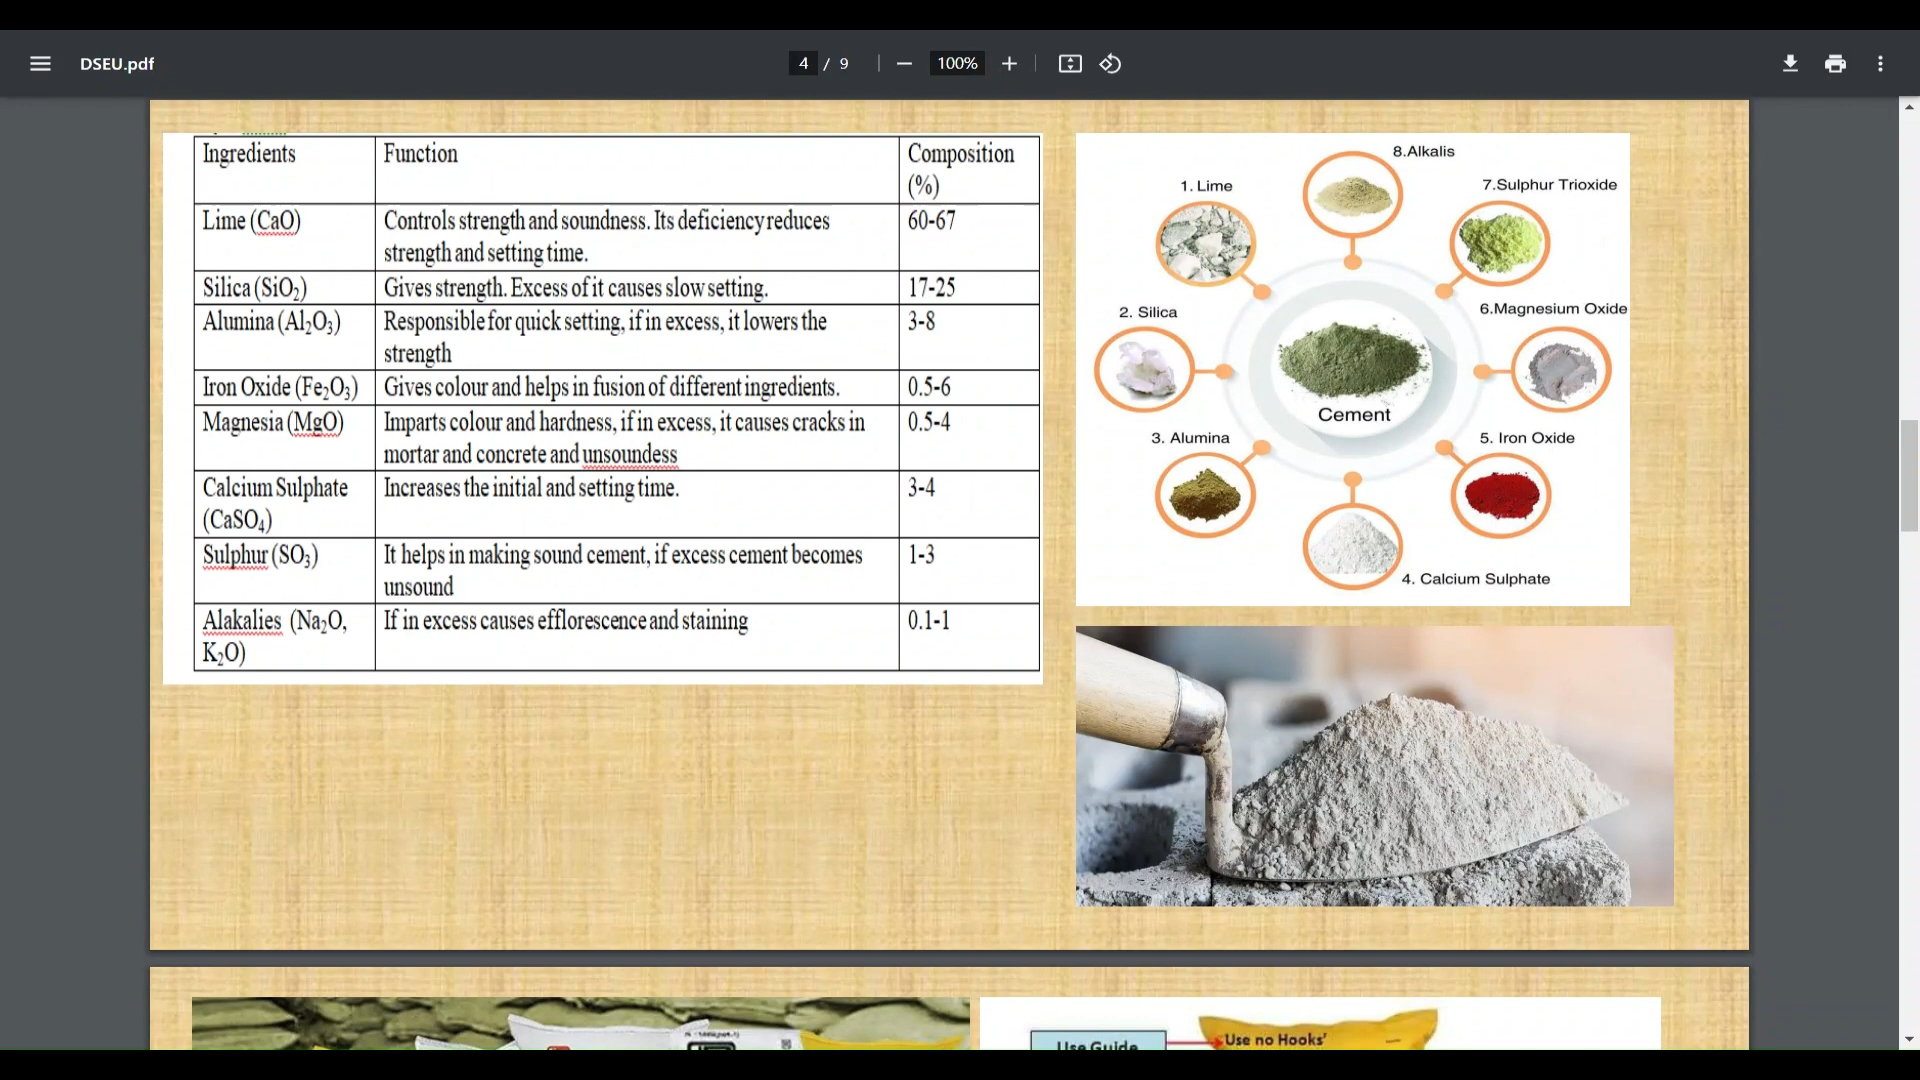 DSEU.pdf
4 / 9
100%
Ingredients
Function
Composition
(%)
Lime (CaO)
Controls strength and soundness. Its deficiency reduces
strength and setting time.
60-67
Silica (SiO₂)
Gives strength. Excess of it causes slow setting.
17-25
Alumina (Al₂O₃)
Responsible for quick setting, if in excess, it lowers the
strength
3-8
Iron Oxide (Fe₂O₃)
Gives colour and helps in fusion of different ingredients.
0.5-6
Magnesia (MgO)
Imparts colour and hardness, if in excess, it causes cracks in
mortar and concrete and unsoundess
0.5-4
Calcium Sulphate
(CaSO₄)
Increases the initial and setting time.
3-4
Sulphur (SO₃)
It helps in making sound cement, if excess cement becomes
unsound
1-3
Alakalies (Na₂O,
K₂O)
If in excess causes efflorescence and staining
0.1-1
8.Alkalis
1. Lime
7.Sulphur Trioxide
2. Silica
6.Magnesium Oxide
Cement
3. Alumina
5. Iron Oxide
4. Calcium Sulphate
Use Guide
Use no Hooks'